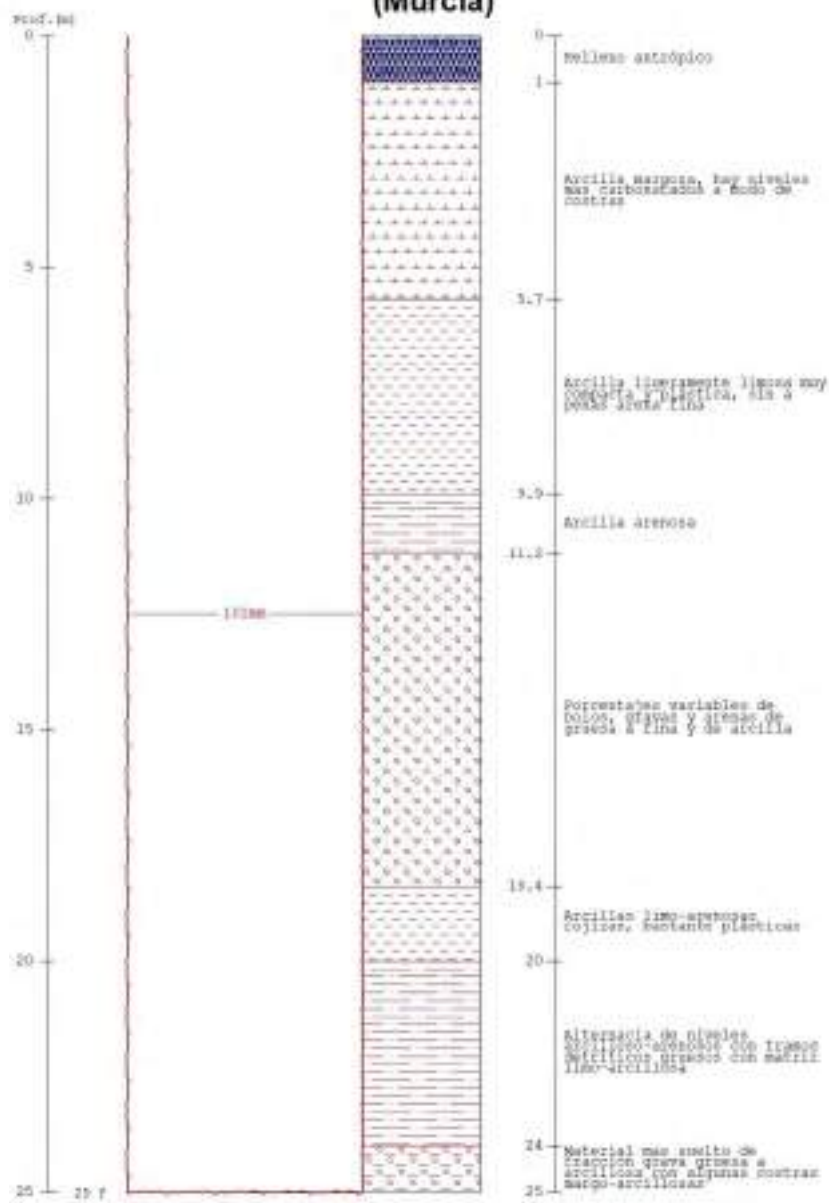 (Murcia)
Prof.(m)
0
0
Relleno antrópico
1
Arcilla margosa, hay niveles
mas carbonatados a modo de
costras
5
5.7
Arcilla ligeramente limosa muy
compacta y plástica, sin a
penas arena fina
9.9
10
Arcilla arenosa
11.2
Porcentajes variables de
bolos, gravas y arenas de
gruesa a fina y de arcilla
15
18.4
Arcillas limo-arenosas
rojizas, bastante plásticas
20
20
Alternacia de niveles
arcilloso-arenosos con tramos
detríticos gruesos con matriz
limo-arcillosa
24
Material mas suelto de
fracción grava gruesa a
arcillosa con algunas costras
margo-arcillosas
25
25